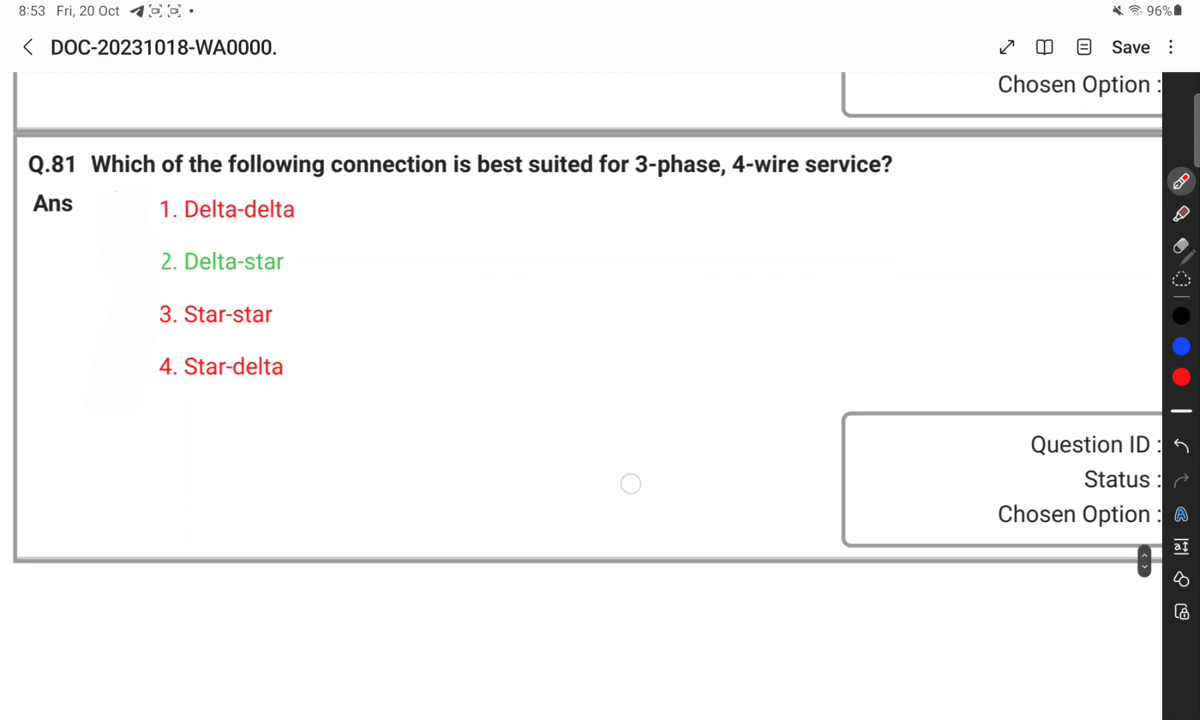 8:53 Fri, 20 Oct
96%
DOC-20231018-WA0000.
Save
Chosen Option :
Q.81 Which of the following connection is best suited for 3-phase, 4-wire service?
Ans
1. Delta-delta
2. Delta-star
3. Star-star
4. Star-delta
Question ID :
Status :
Chosen Option :